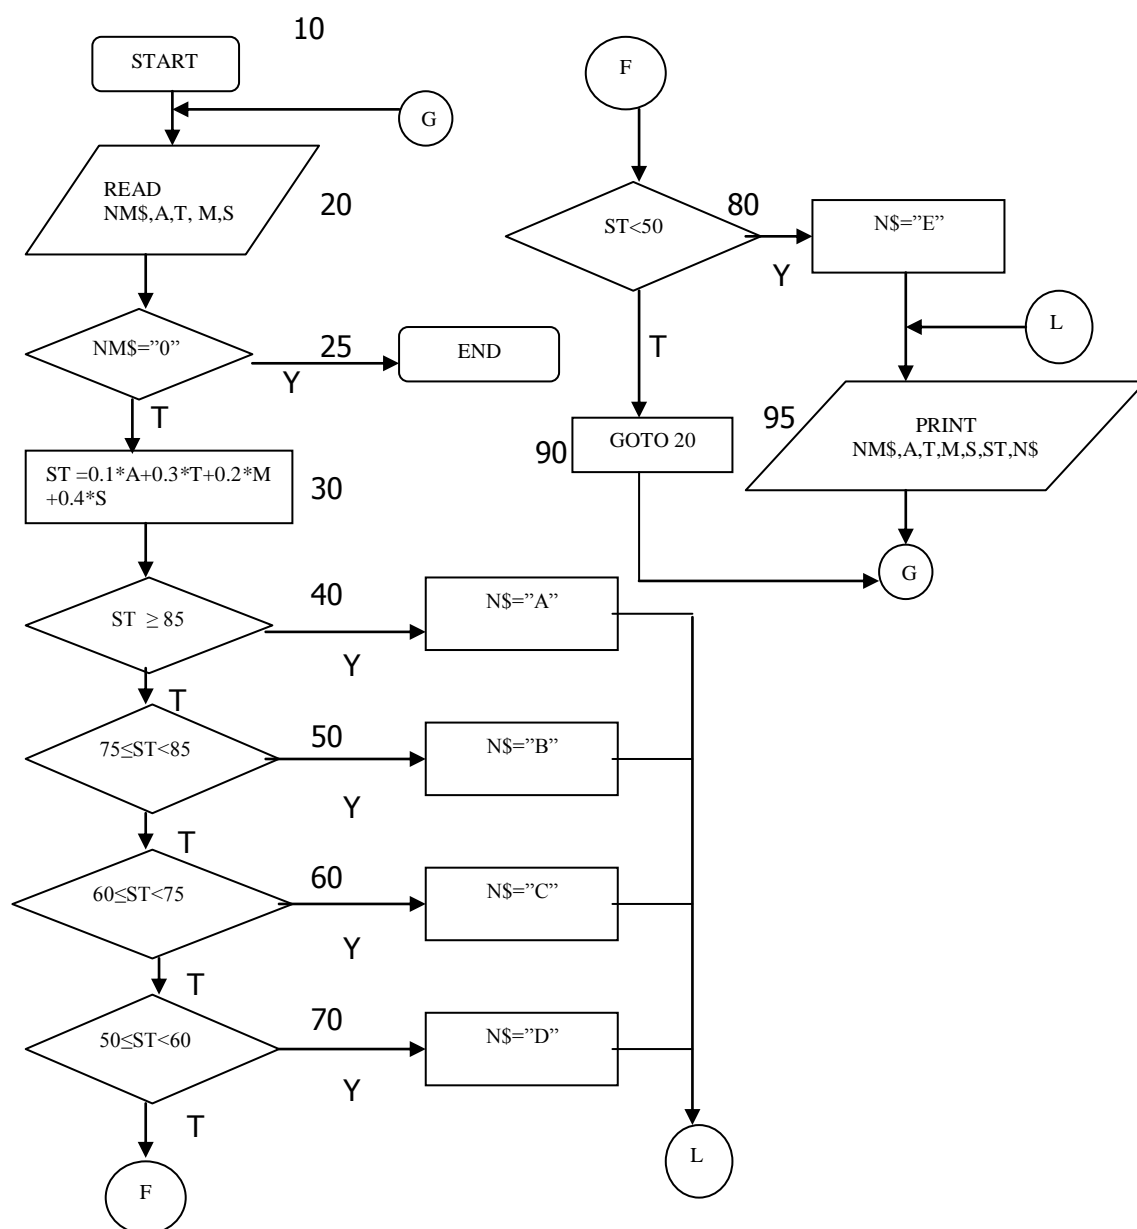 10
START
G
READ
NM$,A,T, M,S
20
NM$=”0”
25
Y
END
T
ST =0.1*A+0.3*T+0.2*M
+0.4*S
30
ST ≥ 85
40
Y
N$=”A”
T
75≤ST<85
50
Y
N$=”B”
T
60≤ST<75
60
Y
N$=”C”
T
50≤ST<60
70
Y
N$=”D”
T
F
L
F
ST<50
80
Y
N$=”E”
L
T
GOTO 20
90
95
PRINT
NM$,A,T,M,S,ST,N$
G